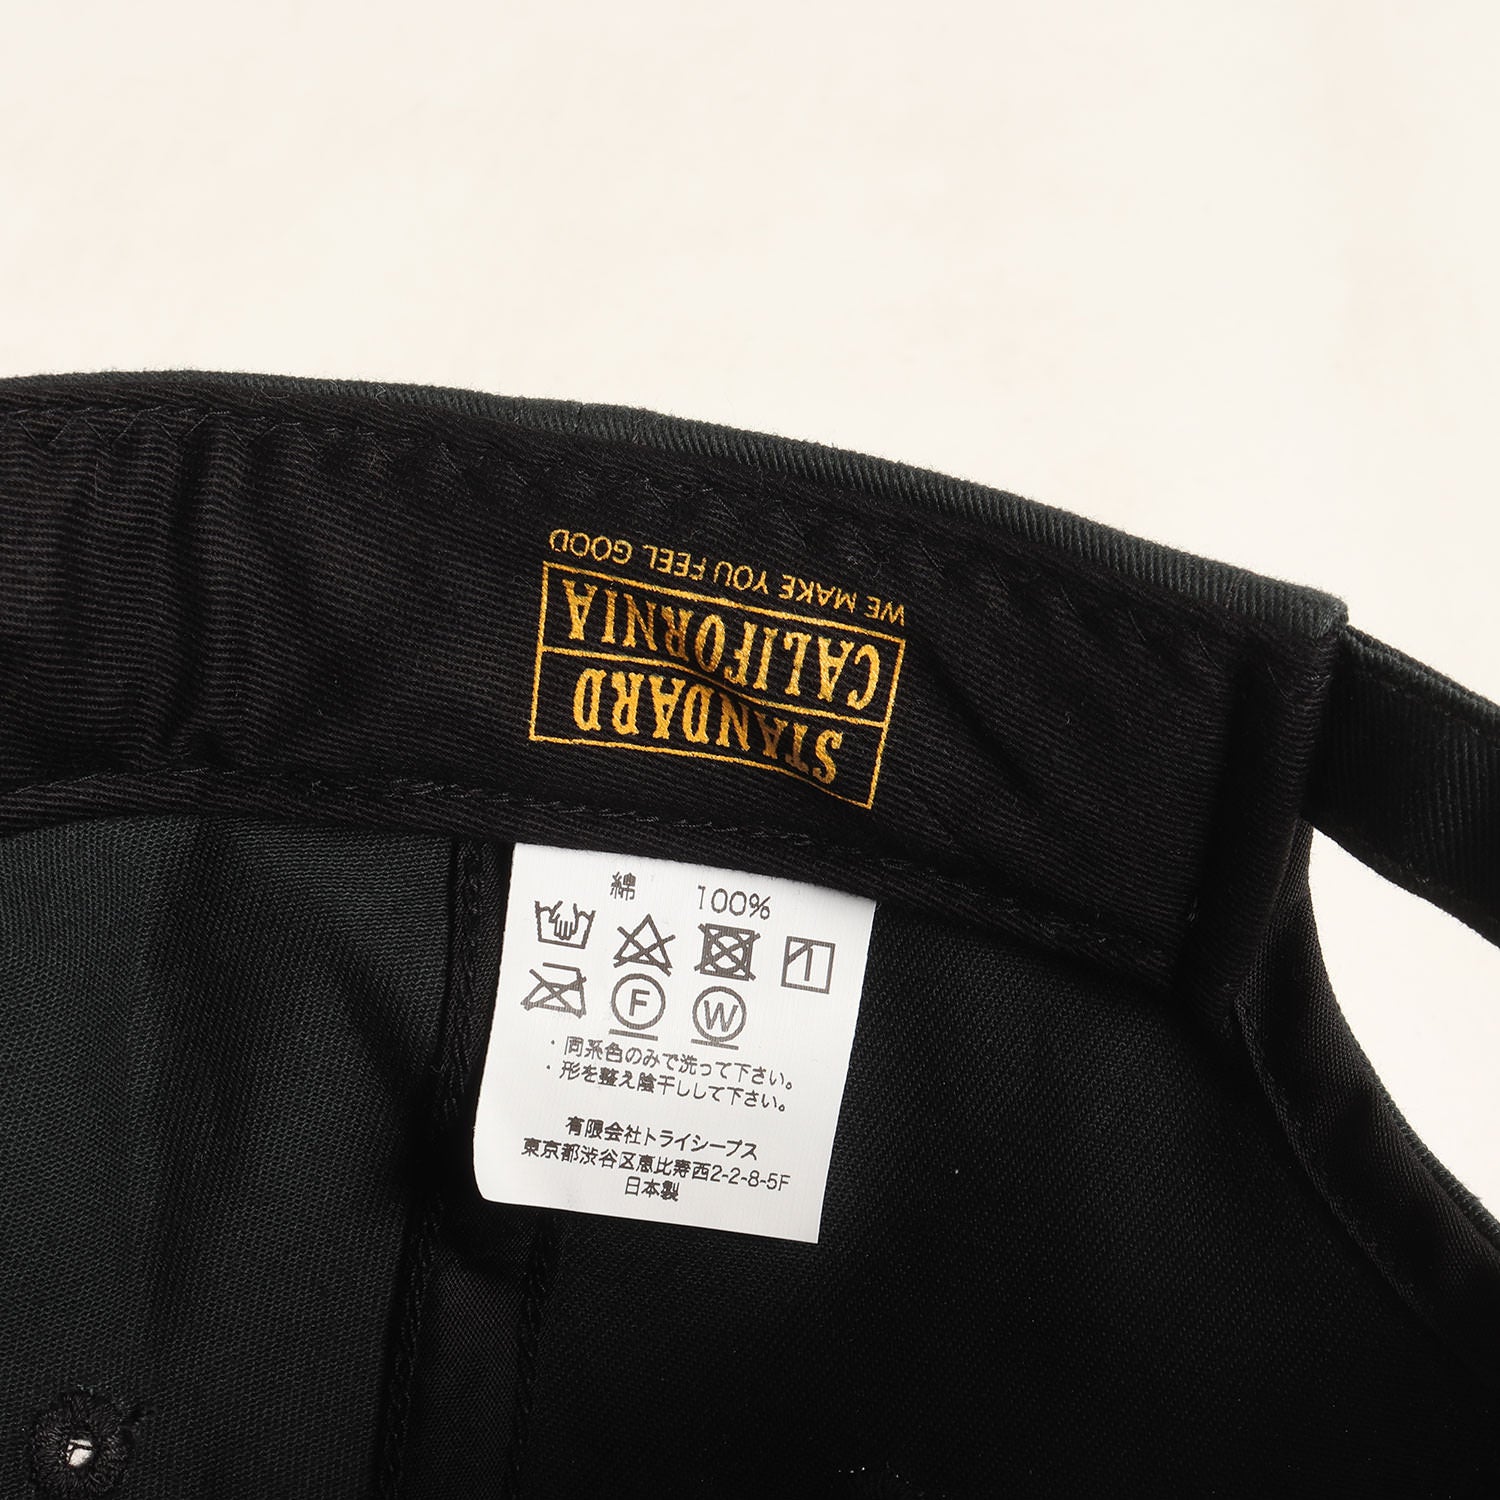 WE MAKE YOU FEEL GOOD
STANDARD
CALIFORNIA
綿 100%
F W
・同系色のみで洗って下さい。
・形を整え陰干しして下さい。
有限会社トライシープス
東京都渋谷区恵比寿西2-2-8-5F
日本製